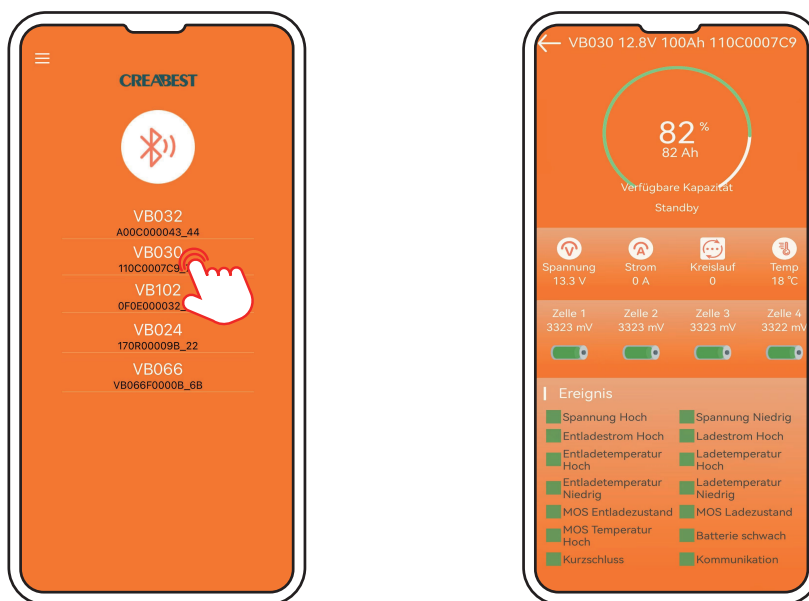 CREABEST
VB032
A00C000043_44
VB030
110C0007C9_
VB102
0F0E000032_
VB024
170R00009B_22
VB066
VB066F0000B_6B
VB030 12.8V 100Ah 110C0007C9
82 %
82 Ah
Verfügbare Kapazität
Standby
Spannung Strom Kreislauf Temp
13.3 V 0 A 0 18 ℃
Zelle 1 Zelle 2 Zelle 3 Zelle 4
3323 mV 3323 mV 3323 mV 3322 mV
Ereignis
Spannung Hoch Spannung Niedrig
Entladestrom Hoch Ladestrom Hoch
Entladetemperatur Ladetemperatur
Hoch Hoch
Entladetemperatur Ladetemperatur
Niedrig Niedrig
MOS Entladezustand MOS Ladezustand
MOS Temperatur
Hoch
Batterie schwach
Kurzschluss Kommunikation